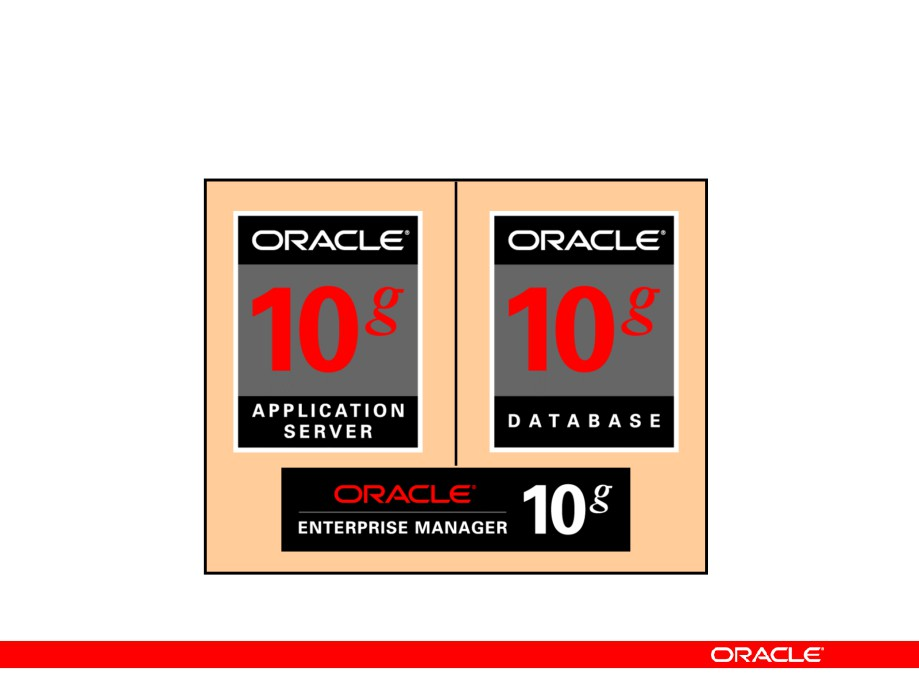 ORACLE®
10g
APPLICATION
SERVER
ORACLE®
10g
DATABASE
ORACLE®
ENTERPRISE MANAGER
10g
ORACLE®